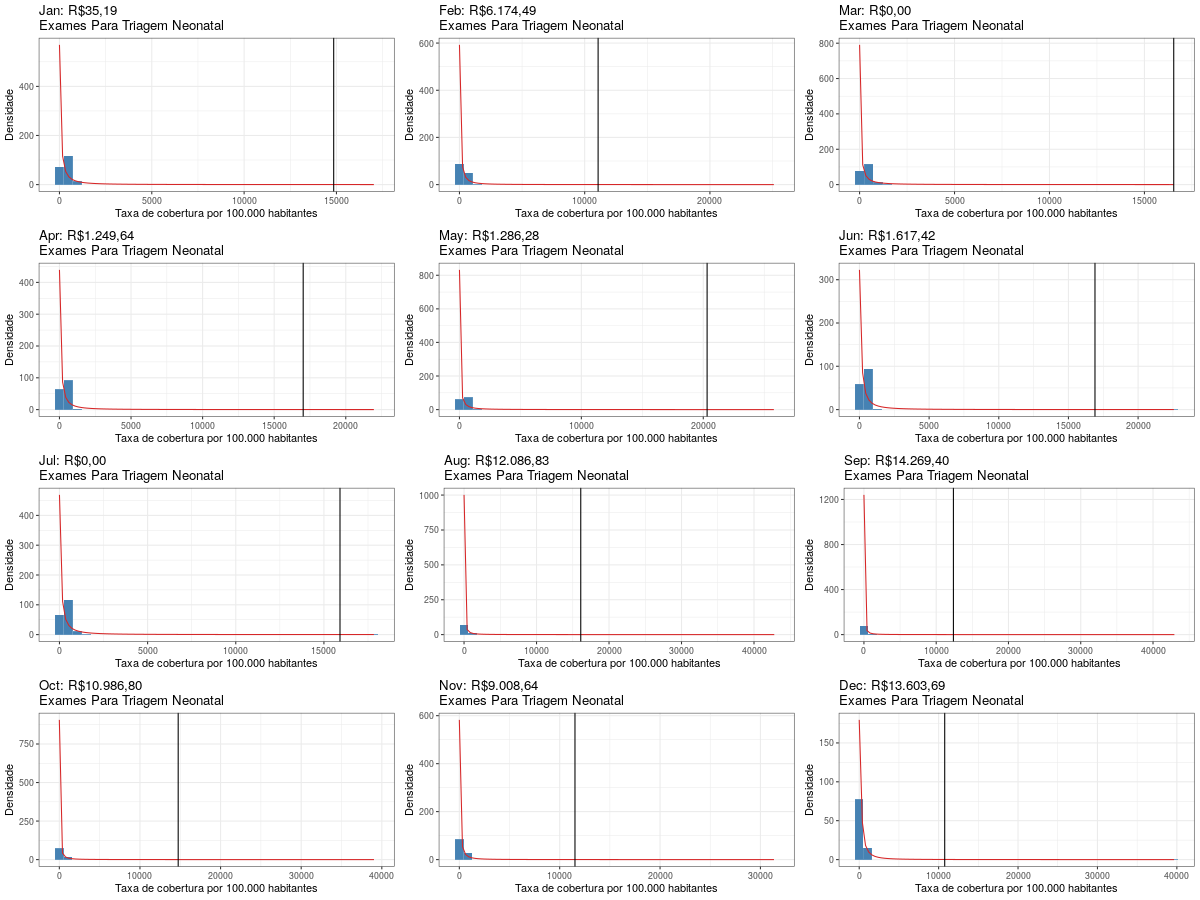 Jan: R$35,19
Exames Para Triagem Neonatal
Densidade
400
200
0
0 5000 10000 15000
Taxa de cobertura por 100.000 habitantes
Feb: R$6.174,49
Exames Para Triagem Neonatal
Densidade
600
400
200
0
0 10000 20000
Taxa de cobertura por 100.000 habitantes
Mar: R$0,00
Exames Para Triagem Neonatal
Densidade
800
600
400
200
0
0 5000 10000 15000
Taxa de cobertura por 100.000 habitantes
Apr: R$1.249,64
Exames Para Triagem Neonatal
Densidade
400
300
200
100
0
0 5000 10000 15000 20000
Taxa de cobertura por 100.000 habitantes
May: R$1.286,28
Exames Para Triagem Neonatal
Densidade
800
600
400
200
0
0 10000 20000
Taxa de cobertura por 100.000 habitantes
Jun: R$1.617,42
Exames Para Triagem Neonatal
Densidade
300
200
100
0
0 5000 10000 15000 20000
Taxa de cobertura por 100.000 habitantes
Jul: R$0,00
Exames Para Triagem Neonatal
Densidade
400
300
200
100
0
0 5000 10000 15000
Taxa de cobertura por 100.000 habitantes
Aug: R$12.086,83
Exames Para Triagem Neonatal
Densidade
1000
750
500
250
0
0 10000 20000 30000 40000
Taxa de cobertura por 100.000 habitantes
Sep: R$14.269,40
Exames Para Triagem Neonatal
Densidade
1200
800
400
0
0 10000 20000 30000 40000
Taxa de cobertura por 100.000 habitantes
Oct: R$10.986,80
Exames Para Triagem Neonatal
Densidade
750
500
250
0
0 10000 20000 30000 40000
Taxa de cobertura por 100.000 habitantes
Nov: R$9.008,64
Exames Para Triagem Neonatal
Densidade
600
400
200
0
0 10000 20000 30000
Taxa de cobertura por 100.000 habitantes
Dec: R$13.603,69
Exames Para Triagem Neonatal
Densidade
150
100
50
0
0 10000 20000 30000 40000
Taxa de cobertura por 100.000 habitantes